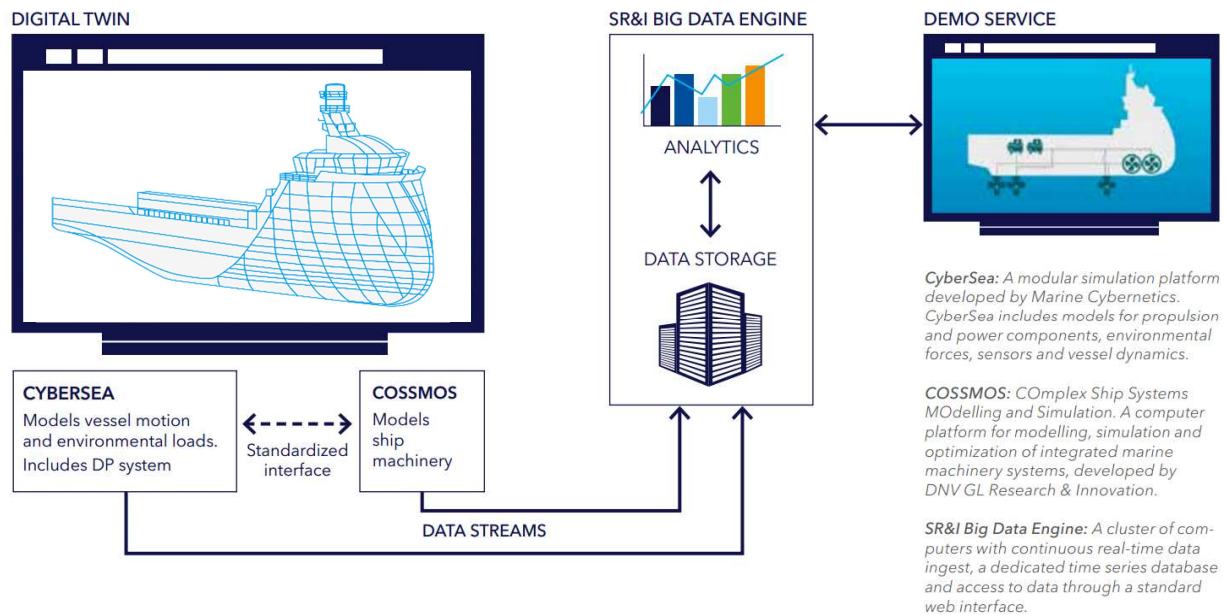 DIGITAL TWIN
CYBERSEA
Models vessel motion
and environmental loads.
Includes DP system
Standardized
interface
COSSMOS
Models
ship
machinery
DATA STREAMS
SR&I BIG DATA ENGINE
ANALYTICS
DATA STORAGE
DEMO SERVICE
CyberSea: A modular simulation platform
developed by Marine Cybernetics.
CyberSea includes models for propulsion
and power components, environmental
forces, sensors and vessel dynamics.
COSSMOS: COmplex Ship Systems
MOdelling and Simulation. A computer
platform for modelling, simulation and
optimization of integrated marine
machinery systems, developed by
DNV GL Research & Innovation.
SR&I Big Data Engine: A cluster of com-
puters with continuous real-time data
ingest, a dedicated time series database
and access to data through a standard
web interface.